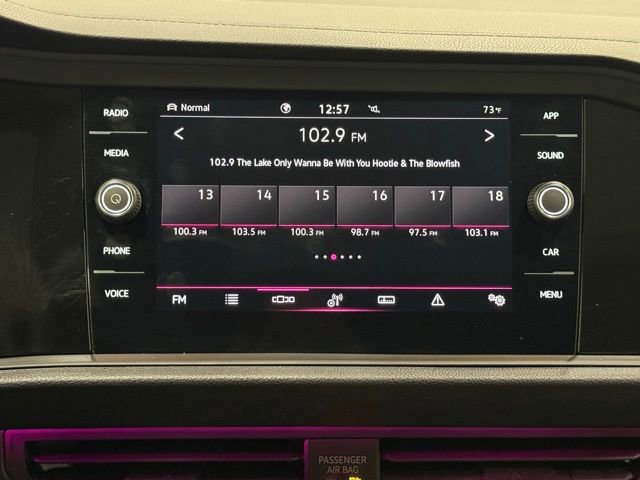 RADIO
MEDIA
PHONE
VOICE
Normal 12:57 73°F
102.9 FM
102.9 The Lake Only Wanna Be With You Hootie & The Blowfish
13 14 15 16 17 18
100.3 FM 103.5 FM 100.3 FM 98.7 FM 97.5 FM 103.1 FM
FM
APP
SOUND
CAR
MENU
PASSENGER
AIR BAG